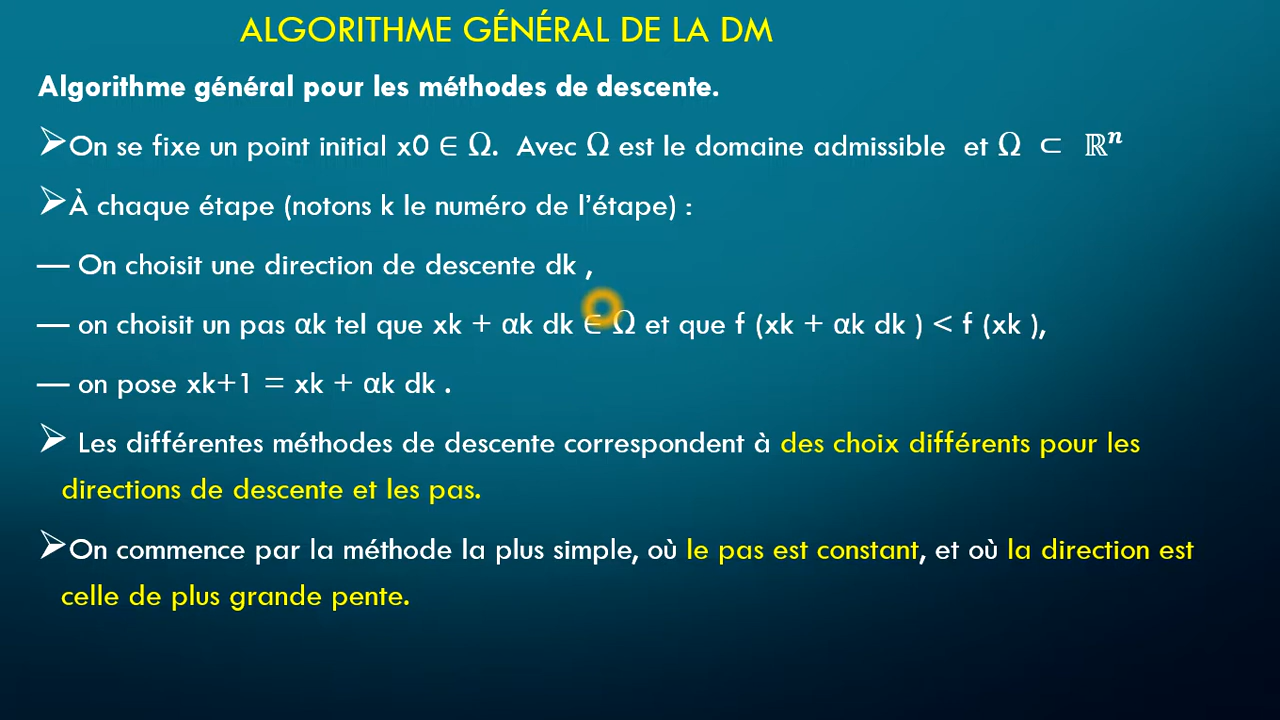 ALGORITHME GÉNÉRAL DE LA DM
Algorithme général pour les méthodes de descente.
➢On se fixe un point initial x0 ∈ Ω. Avec Ω est le domaine admissible et Ω ⊂ ℝⁿ
➢À chaque étape (notons k le numéro de l'étape) :
— On choisit une direction de descente dk ,
— on choisit un pas αk tel que xk + αk dk ∈ Ω et que f (xk + αk dk ) < f (xk ),
— on pose xk+1 = xk + αk dk .
➢ Les différentes méthodes de descente correspondent à des choix différents pour les
directions de descente et les pas.
➢On commence par la méthode la plus simple, où le pas est constant, et où la direction est
celle de plus grande pente.